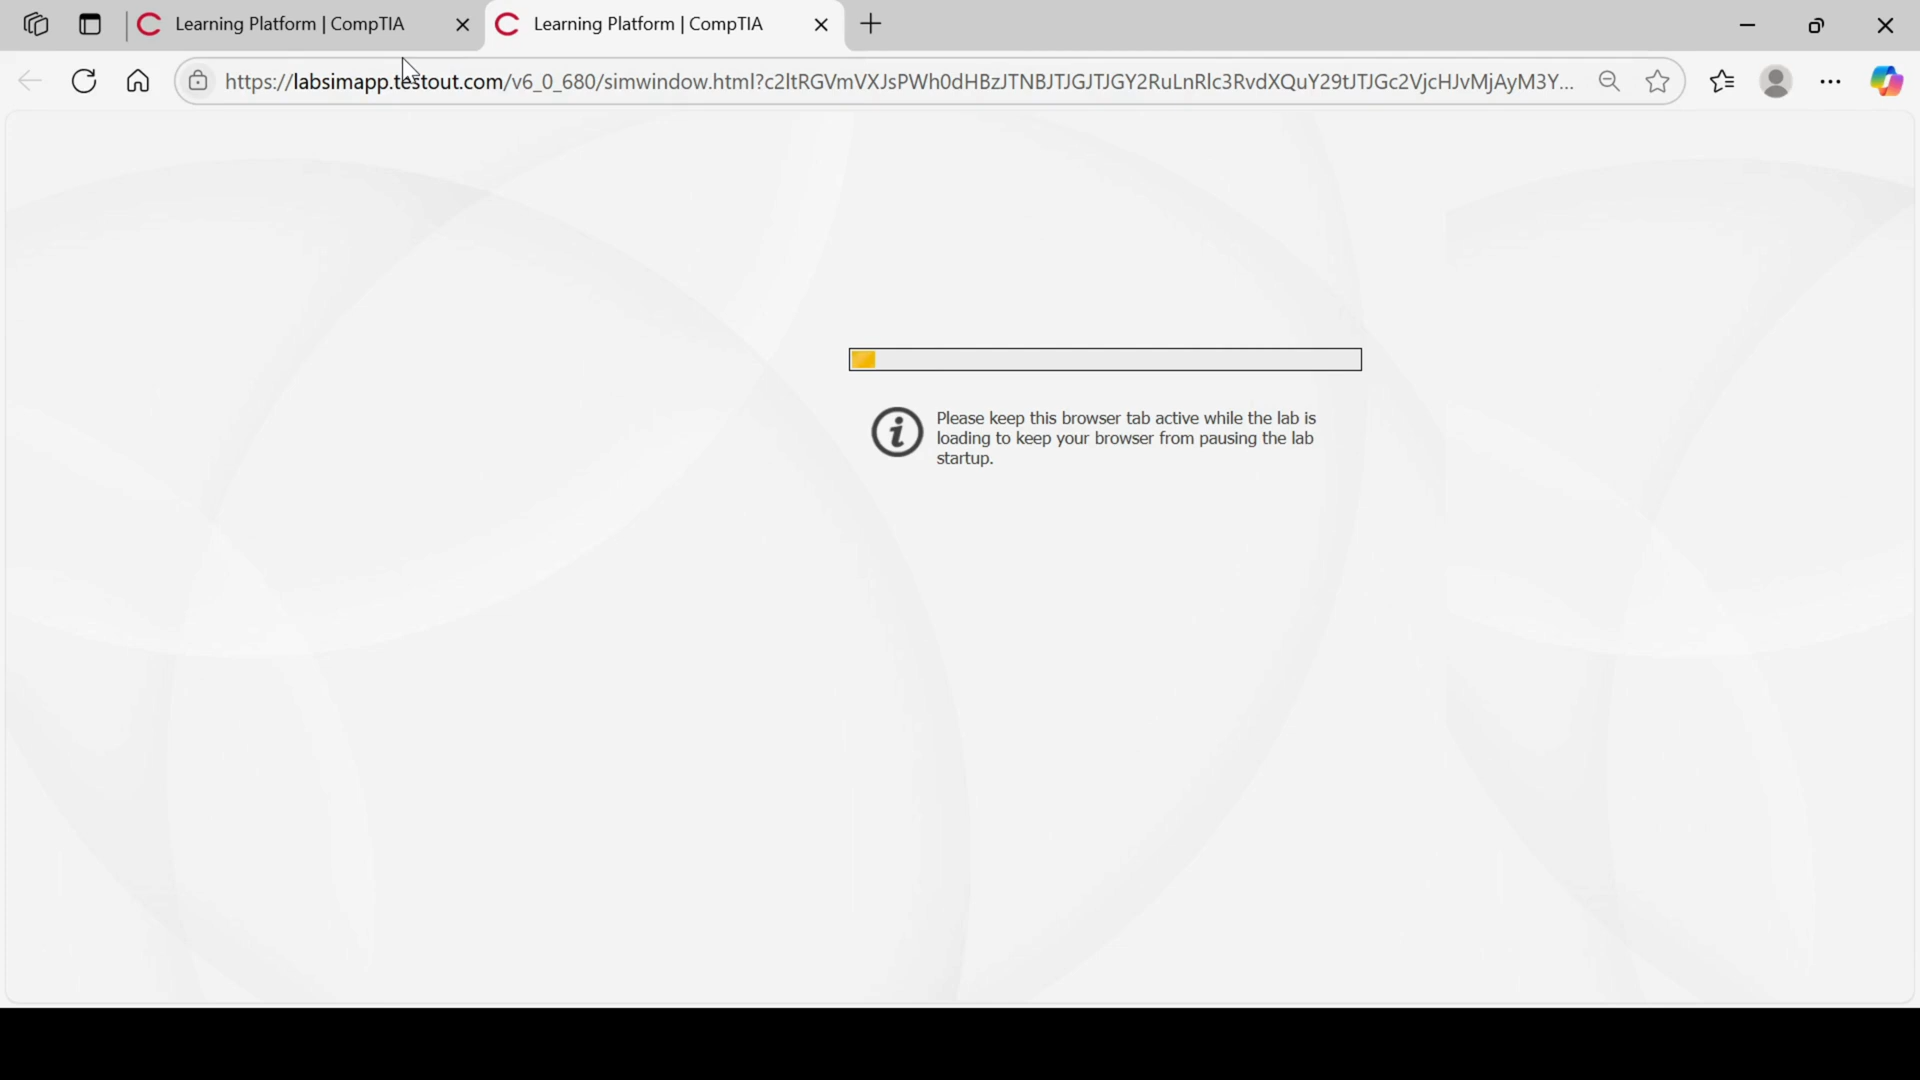 Learning Platform | CompTIA
Learning Platform | CompTIA
https://labsimapp.testout.com/v6_0_680/simwindow.html?c2ltRGVmVXJsPWh0dHBzJTNBJTJGJTJGY2RuLnRlc3RvdXQuY29tJTJGc2VjcHJvMjAyM3Y...
Please keep this browser tab active while the lab is
loading to keep your browser from pausing the lab
startup.